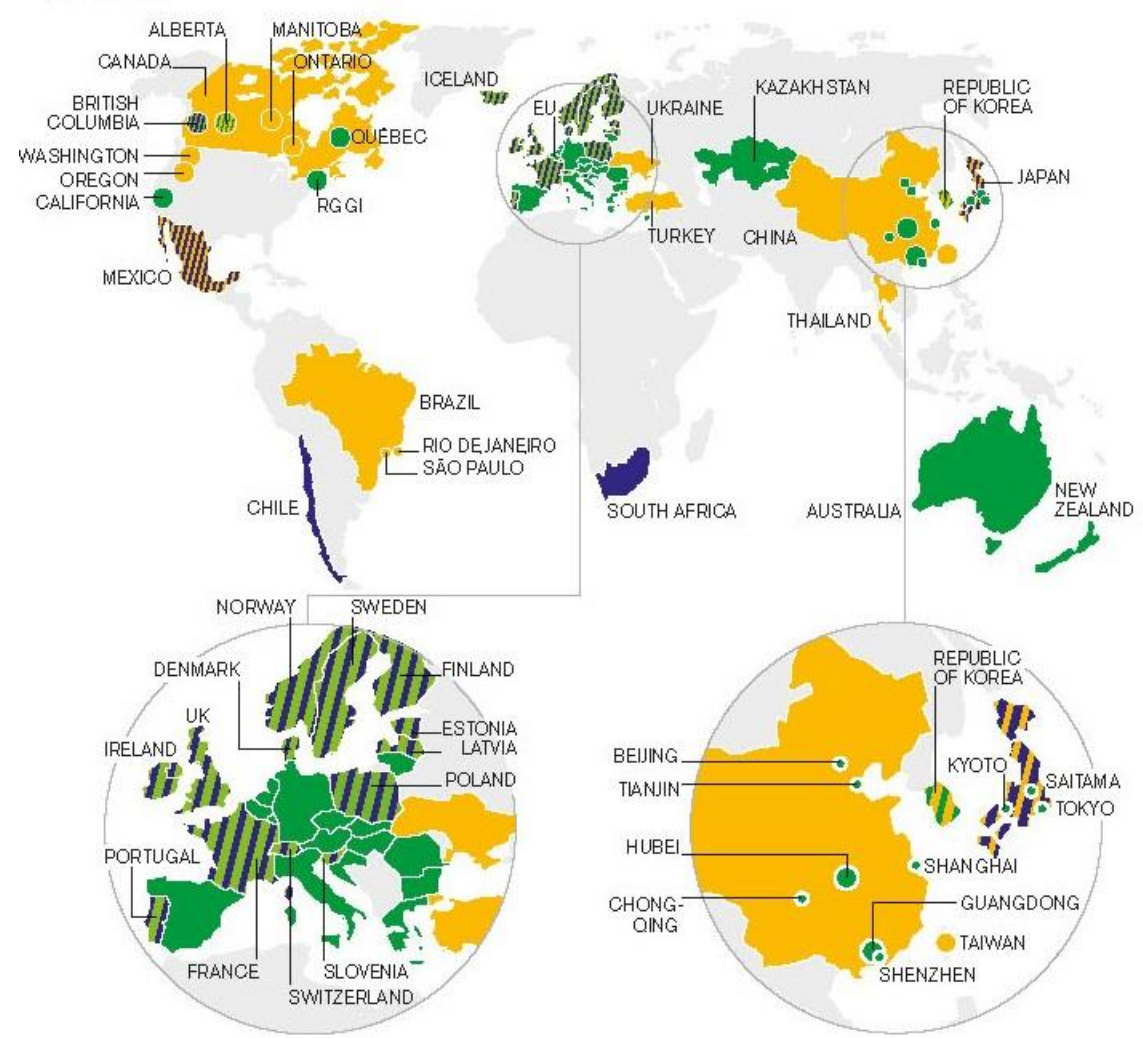 ALBERTA
MANITOBA
CANADA
ONTARIO
ICELAND
KAZAKHSTAN
REPUBLIC
OF KOREA
BRITISH
COLUMBIA
EU
UKRAINE
QUÉBEC
WASHINGTON
OREGON
CALIFORNIA
RGGI
JAPAN
TURKEY
CHINA
MEXICO
THAILAND
BRAZIL
RIO DE JANEIRO
SÃO PAULO
CHILE
SOUTH AFRICA
AUSTRALIA
NEW
ZEALAND
NORWAY
SWEDEN
DENMARK
FINLAND
UK
IRELAND
ESTONIA
LATVIA
POLAND
PORTUGAL
FRANCE
SLOVENIA
SWITZERLAND
REPUBLIC
OF KOREA
BEIJING
TIANJIN
KYOTO
SAITAMA
TOKYO
HUBEI
SHANGHAI
CHONG-
QING
GUANGDONG
TAIWAN
SHENZHEN